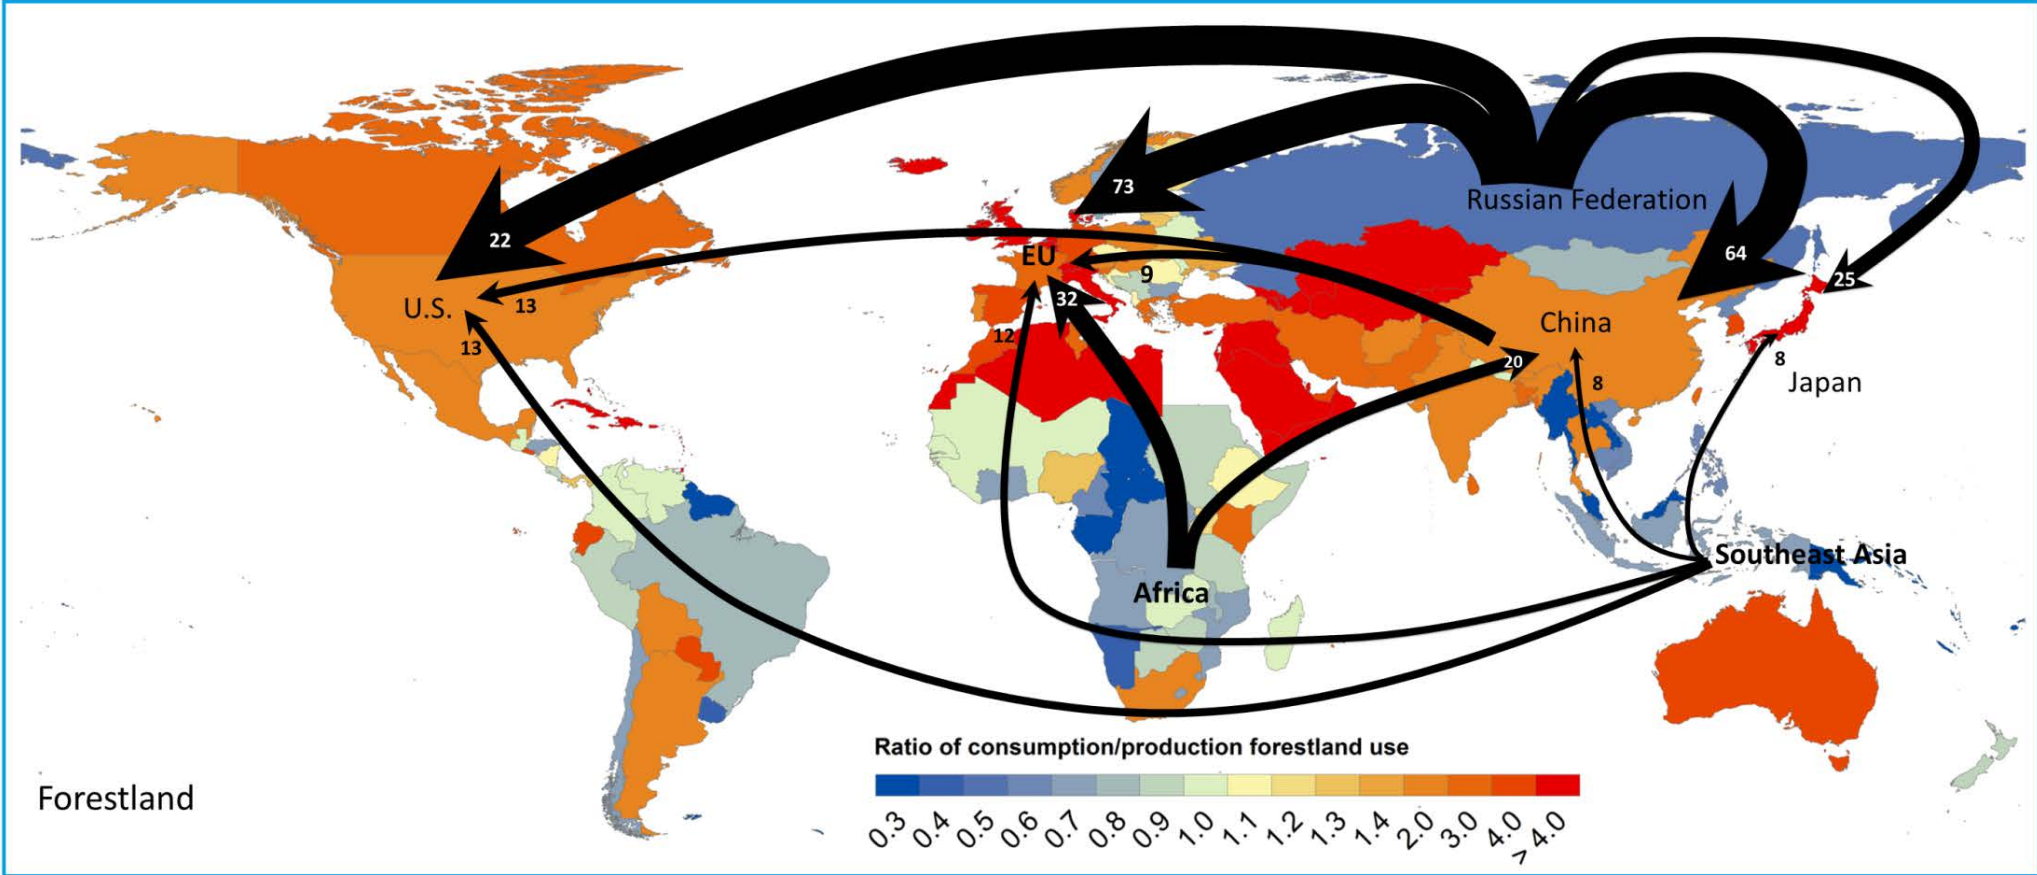 73
Russian Federation
22
64
EU
9
25
U.S.
13
32
China
12
13
20
8
8
Japan
Southeast Asia
Africa
Ratio of consumption/production forestland use
Forestland
0.3 0.4 0.5 0.6 0.7 0.8 0.9 1.0 1.1 1.2 1.3 1.4 2.0 3.0 4.0 > 4.0